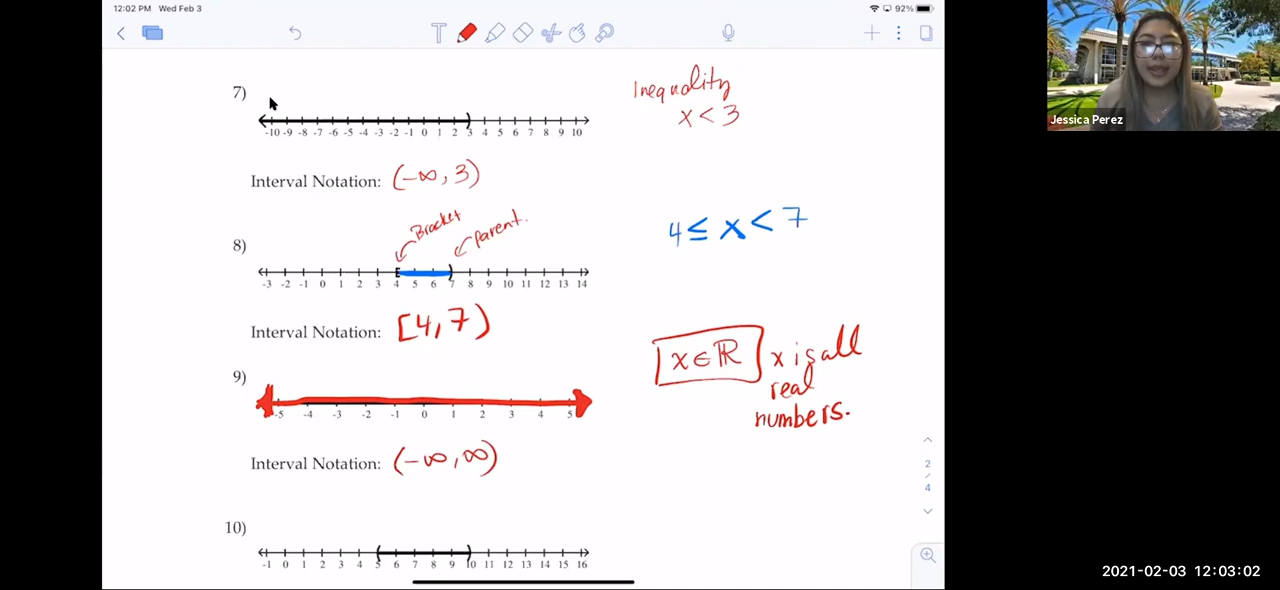 12:02 PM Wed Feb 3
92%
7)
-10 -9 -8 -7 -6 -5 -4 -3 -2 -1 0 1 2 3 4 5 6 7 8 9 10
Inequality
x < 3
Interval Notation: (-∞, 3)
Bracket
parent.
4 ≤ x < 7
8)
-3 -2 -1 0 1 2 3 4 5 6 7 8 9 10 11 12 13 14
Interval Notation: [4, 7)
x ∈ ℝ
x is all
real
numbers.
9)
-5 -4 -3 -2 -1 0 1 2 3 4 5
Interval Notation: (-∞, ∞)
10)
-1 0 1 2 3 4 5 6 7 8 9 10 11 12 13 14 15 16
2
/
4
Jessica Perez
2021-02-03 12:03:02